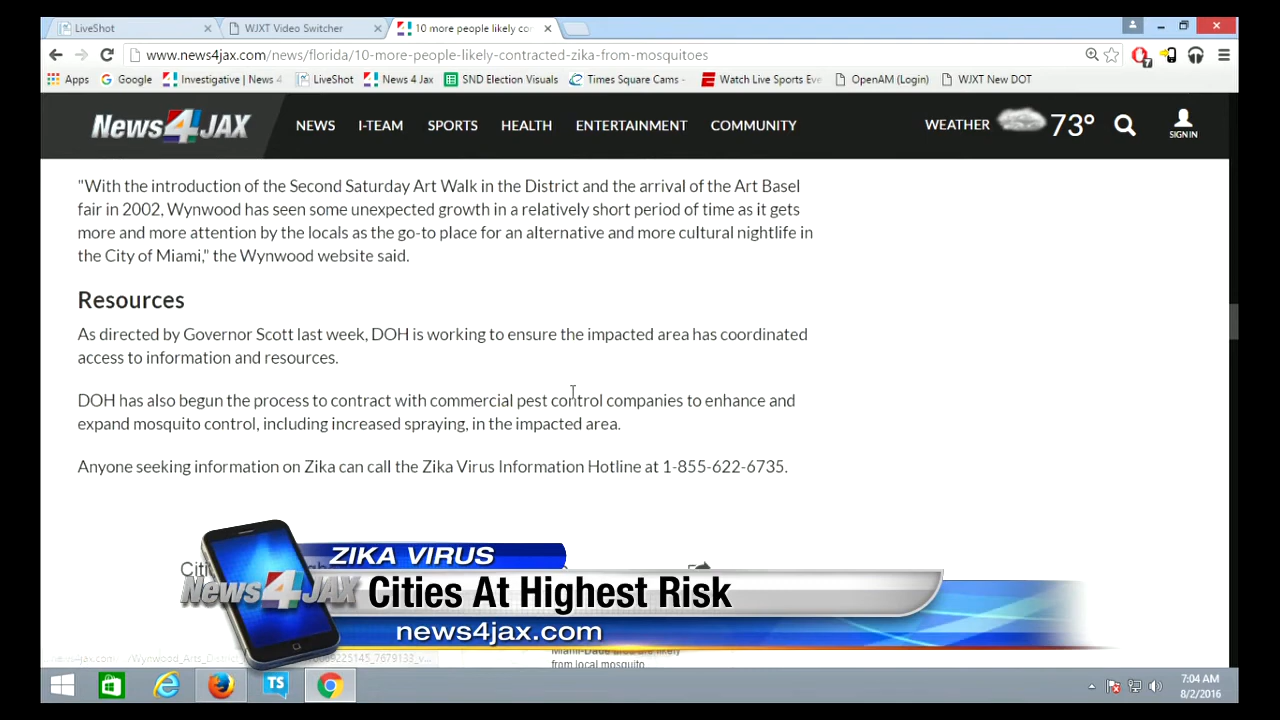 LiveShot
WJXT Video Switcher
10 more people likely co
www.news4jax.com/news/florida/10-more-people-likely-contracted-zika-from-mosquitoes
7
Apps
Google
Investigative | News 4
LiveShot
News 4 Jax
SND Election Visuals
Times Square Cams -
Watch Live Sports Eve
OpenAM (Login)
WJXT New DOT
News4JAX
NEWS
I-TEAM
SPORTS
HEALTH
ENTERTAINMENT
COMMUNITY
WEATHER
73°
SIGN IN
"With the introduction of the Second Saturday Art Walk in the District and the arrival of the Art Basel
fair in 2002, Wynwood has seen some unexpected growth in a relatively short period of time as it gets
more and more attention by the locals as the go-to place for an alternative and more cultural nightlife in
the City of Miami," the Wynwood website said.
Resources
As directed by Governor Scott last week, DOH is working to ensure the impacted area has coordinated
access to information and resources.
DOH has also begun the process to contract with commercial pest control companies to enhance and
expand mosquito control, including increased spraying, in the impacted area.
Anyone seeking information on Zika can call the Zika Virus Information Hotline at 1-855-622-6735.
ZIKA VIRUS
News4JAX
Cities At Highest Risk
news4jax.com
Miami-Dade area are likely
from local mosquito
TS
7:04 AM
8/2/2016